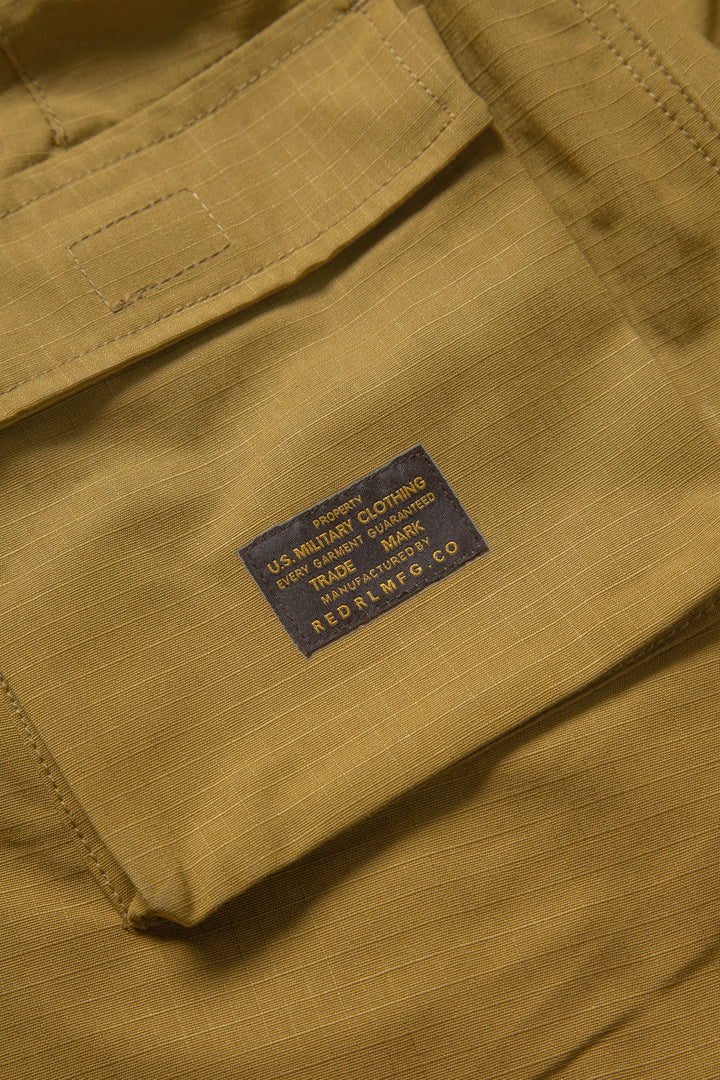 PROPERTY
U.S. MILITARY CLOTHING
EVERY GARMENT GUARANTEED
TRADE MARK
MANUFACTURED BY
REDRLMFG.CO